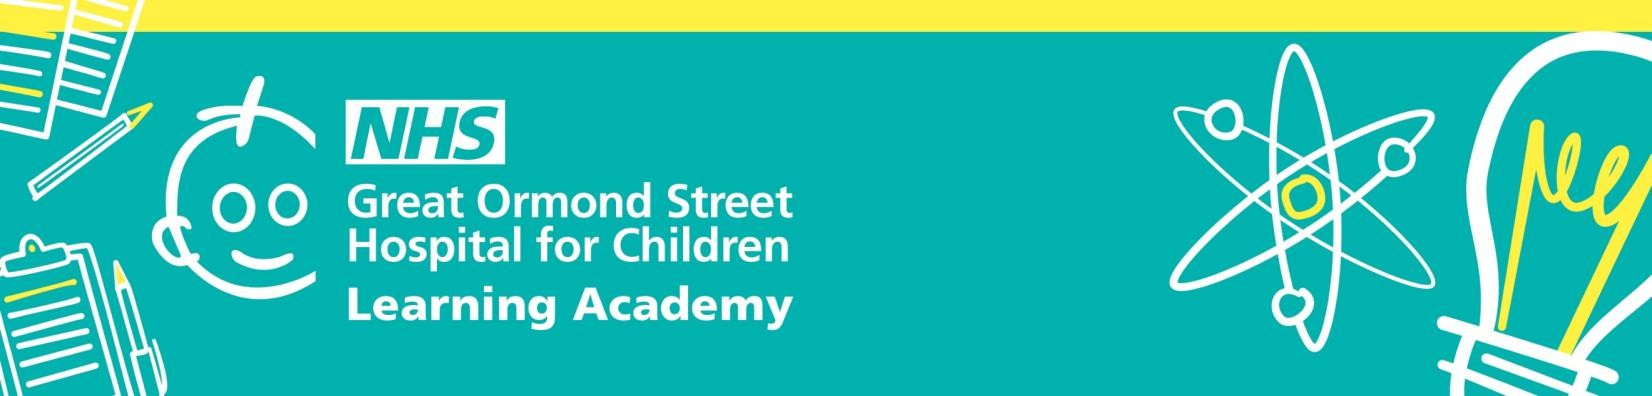 NHS
Great Ormond Street
Hospital for Children
Learning Academy